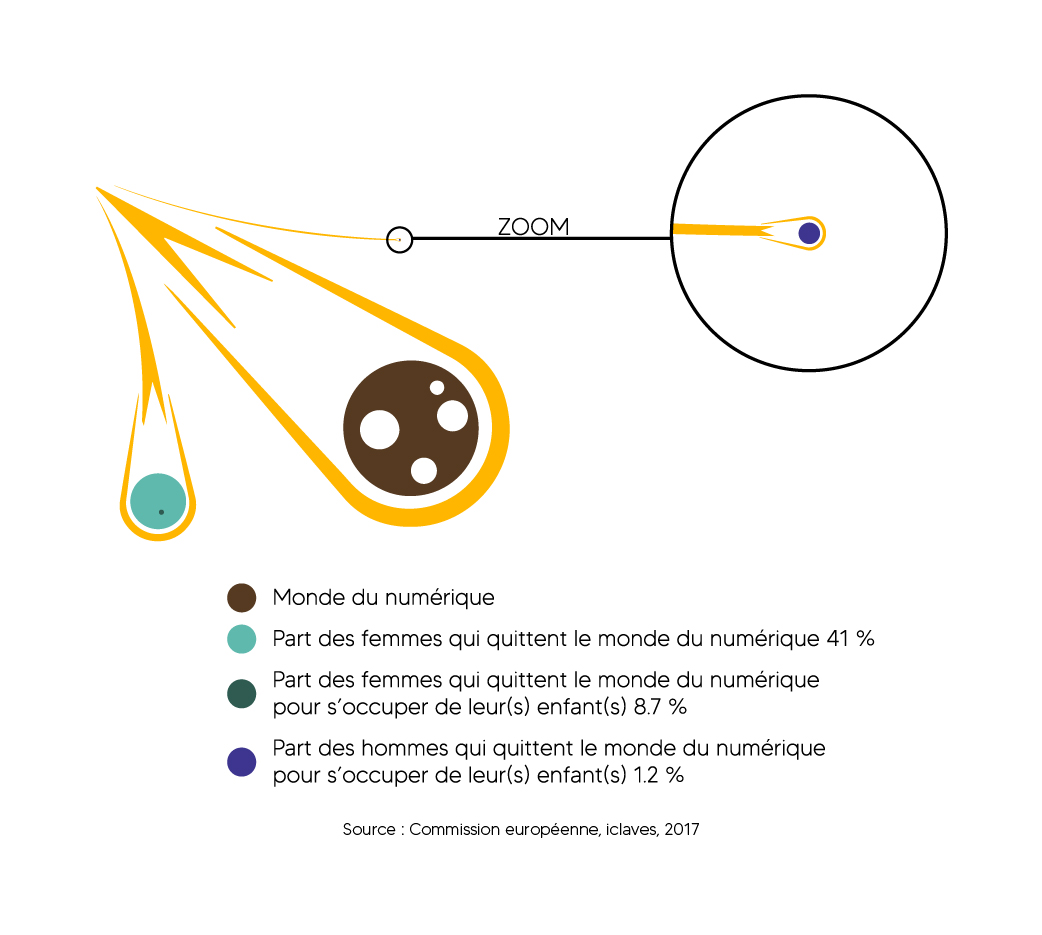 ZOOM
Monde du numérique
Part des femmes qui quittent le monde du numérique 41 %
Part des femmes qui quittent le monde du numérique
pour s'occuper de leur(s) enfant(s) 8.7 %
Part des hommes qui quittent le monde du numérique
pour s'occuper de leur(s) enfant(s) 1.2 %
Source : Commission européenne, iclaves, 2017